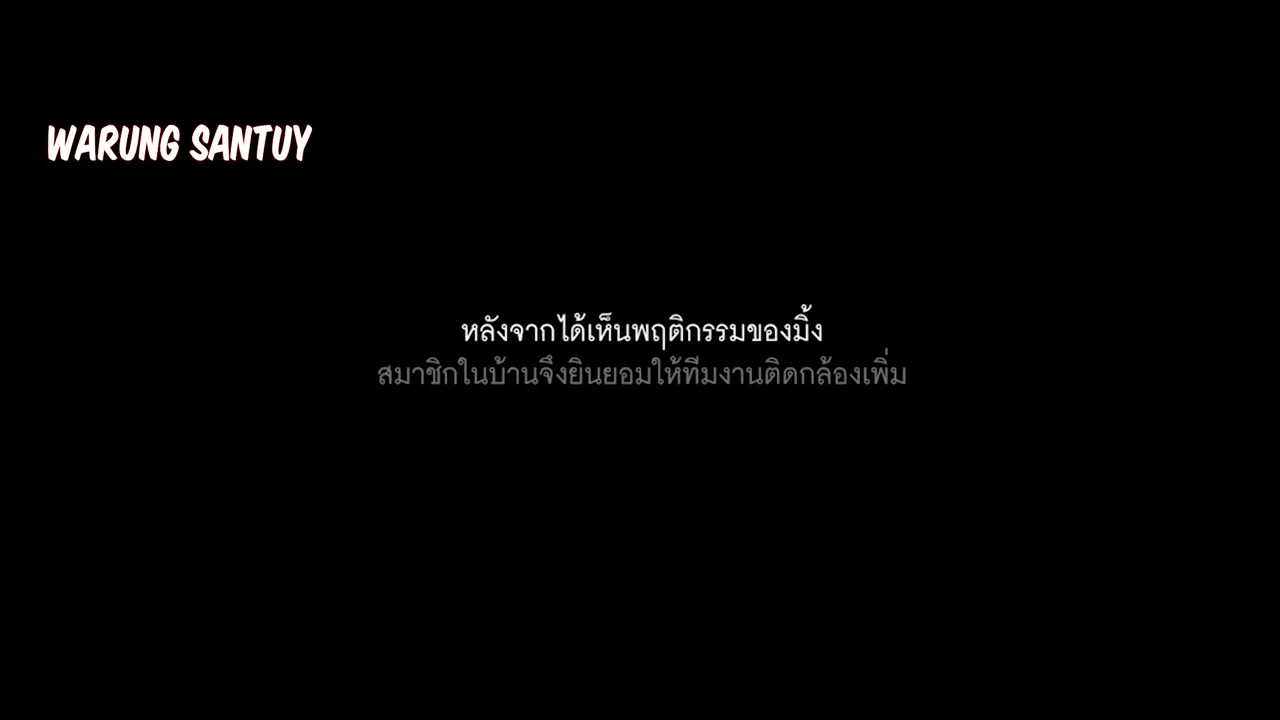 WARUNG SANTUY
หลังจากได้เห็นพฤติกรรมของมิ้ง
สมาชิกในบ้านจึงยินยอมให้ทีมงานติดกล้องเพิ่ม